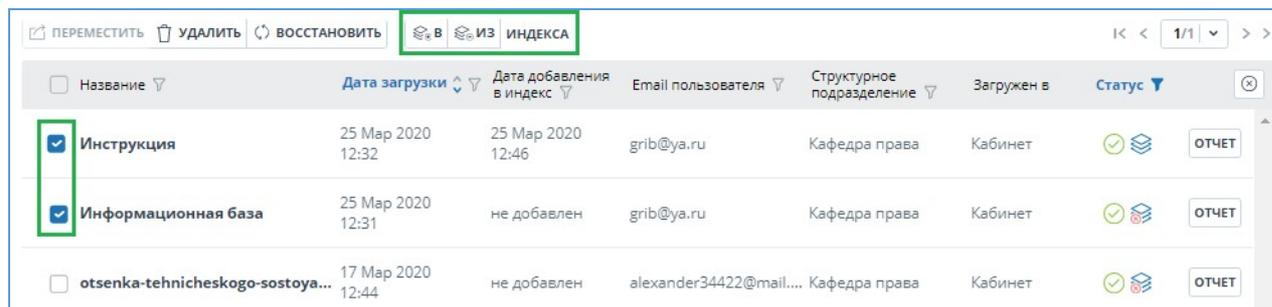 ПЕРЕМЕСТИТЬ УДАЛИТЬ ВОССТАНОВИТЬ В ИЗ ИНДЕКСА 1/1
Название Дата загрузки Дата добавления в индекс Email пользователя Структурное подразделение Загружен в Статус
Инструкция 25 Мар 2020 12:32 25 Мар 2020 12:46 grib@ya.ru Кафедра права Кабинет ОТЧЕТ
Информационная база 25 Мар 2020 12:31 не добавлен grib@ya.ru Кафедра права Кабинет ОТЧЕТ
otsenka-tehnicheskogo-sostoya... 17 Мар 2020 12:44 не добавлен alexander34422@mail.... Кафедра права Кабинет ОТЧЕТ